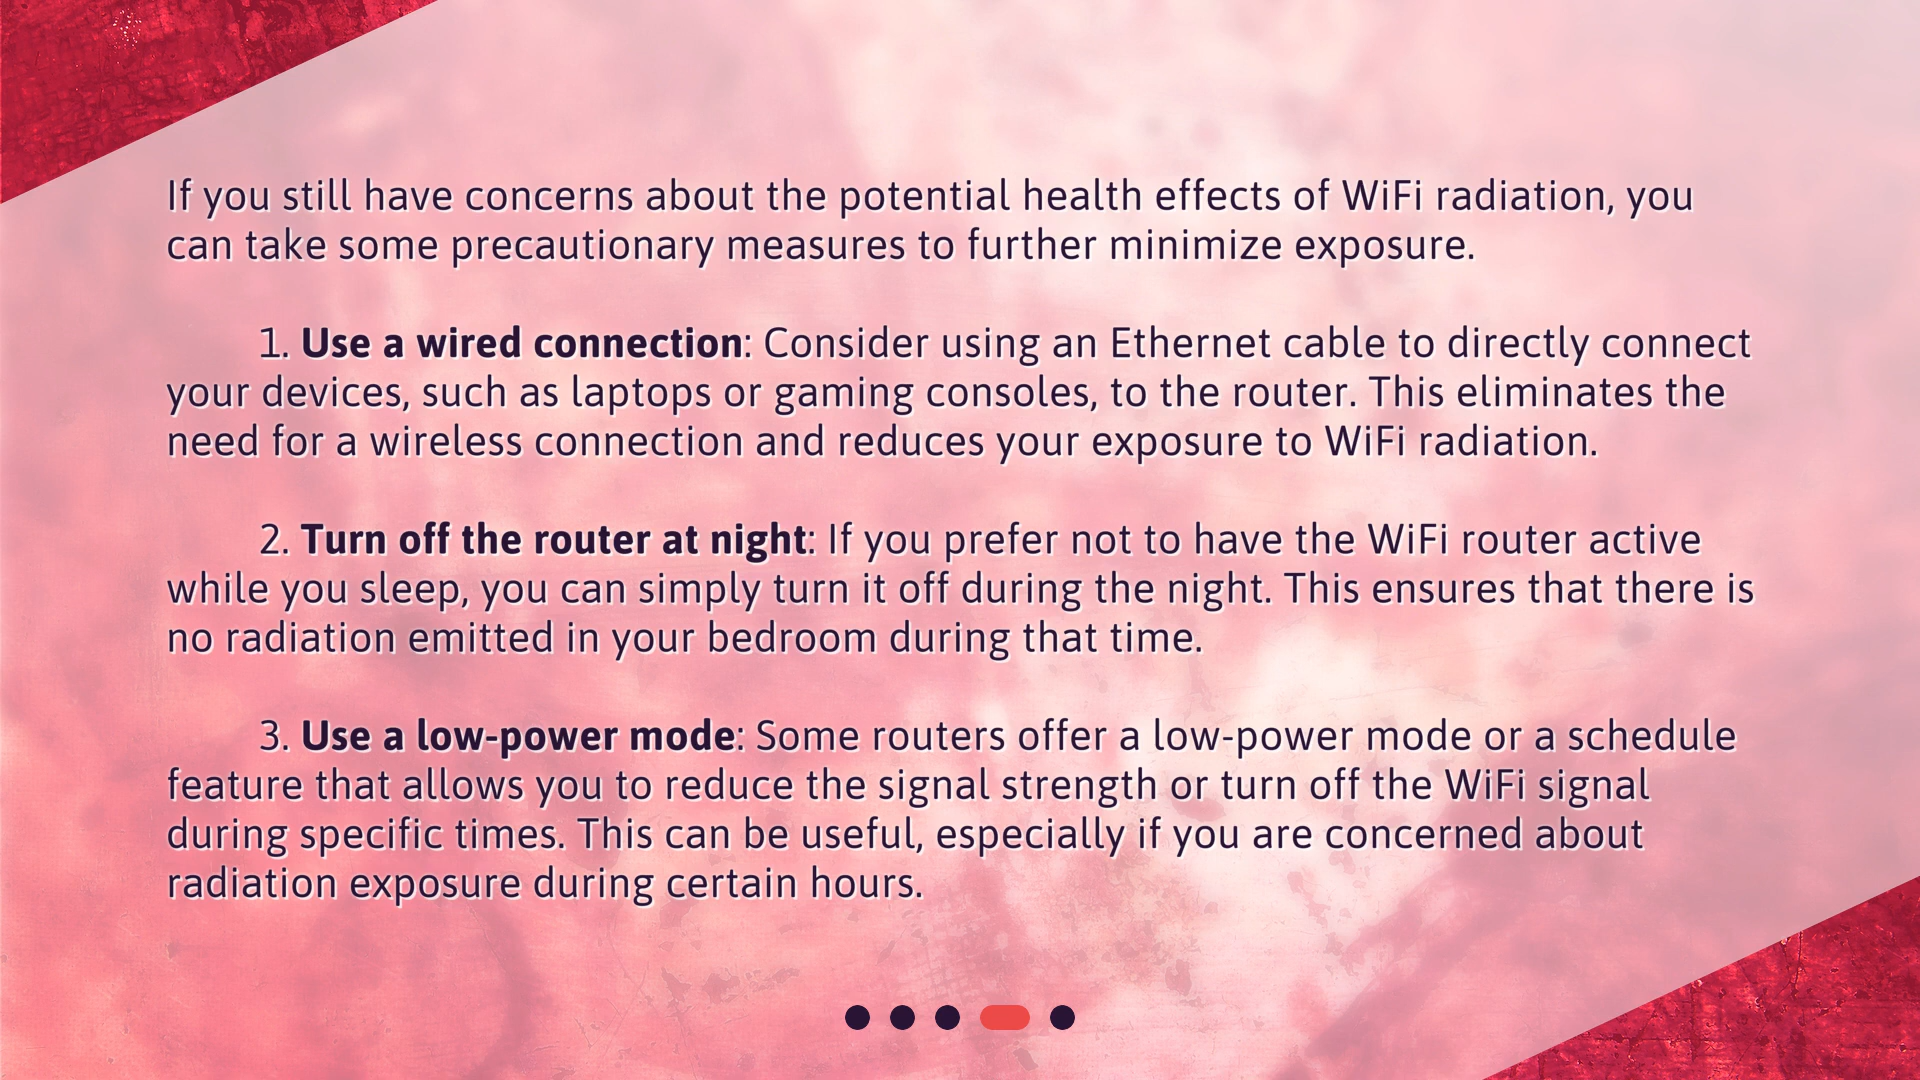 If you still have concerns about the potential health effects of WiFi radiation, you
can take some precautionary measures to further minimize exposure.
1. Use a wired connection: Consider using an Ethernet cable to directly connect
your devices, such as laptops or gaming consoles, to the router. This eliminates the
need for a wireless connection and reduces your exposure to WiFi radiation.
2. Turn off the router at night: If you prefer not to have the WiFi router active
while you sleep, you can simply turn it off during the night. This ensures that there is
no radiation emitted in your bedroom during that time.
3. Use a low-power mode: Some routers offer a low-power mode or a schedule
feature that allows you to reduce the signal strength or turn off the WiFi signal
during specific times. This can be useful, especially if you are concerned about
radiation exposure during certain hours.